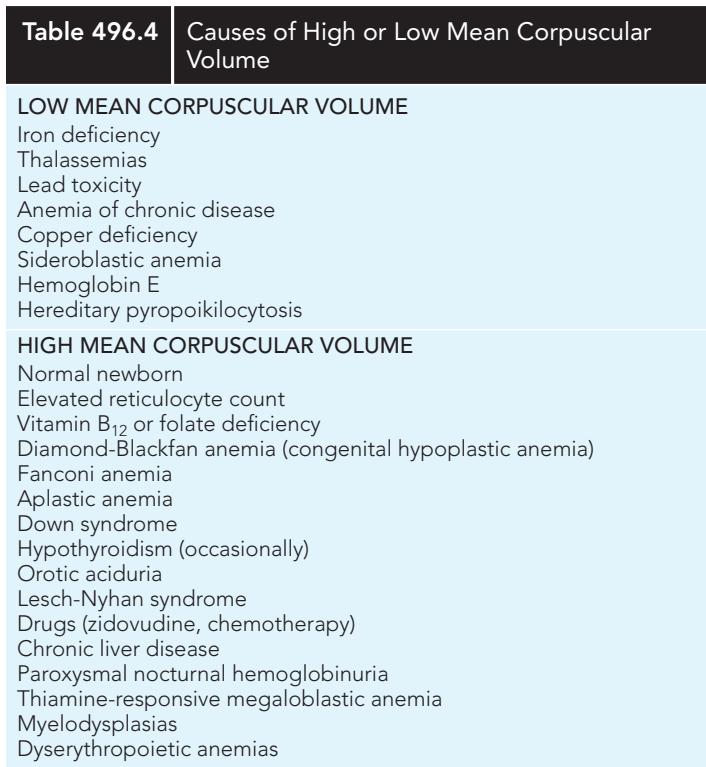 Table 496.4 Causes of High or Low Mean Corpuscular
Volume
LOW MEAN CORPUSCULAR VOLUME
Iron deficiency
Thalassemias
Lead toxicity
Anemia of chronic disease
Copper deficiency
Sideroblastic anemia
Hemoglobin E
Hereditary pyropoikilocytosis
HIGH MEAN CORPUSCULAR VOLUME
Normal newborn
Elevated reticulocyte count
Vitamin B₁₂ or folate deficiency
Diamond-Blackfan anemia (congenital hypoplastic anemia)
Fanconi anemia
Aplastic anemia
Down syndrome
Hypothyroidism (occasionally)
Orotic aciduria
Lesch-Nyhan syndrome
Drugs (zidovudine, chemotherapy)
Chronic liver disease
Paroxysmal nocturnal hemoglobinuria
Thiamine-responsive megaloblastic anemia
Myelodysplasias
Dyserythropoietic anemias